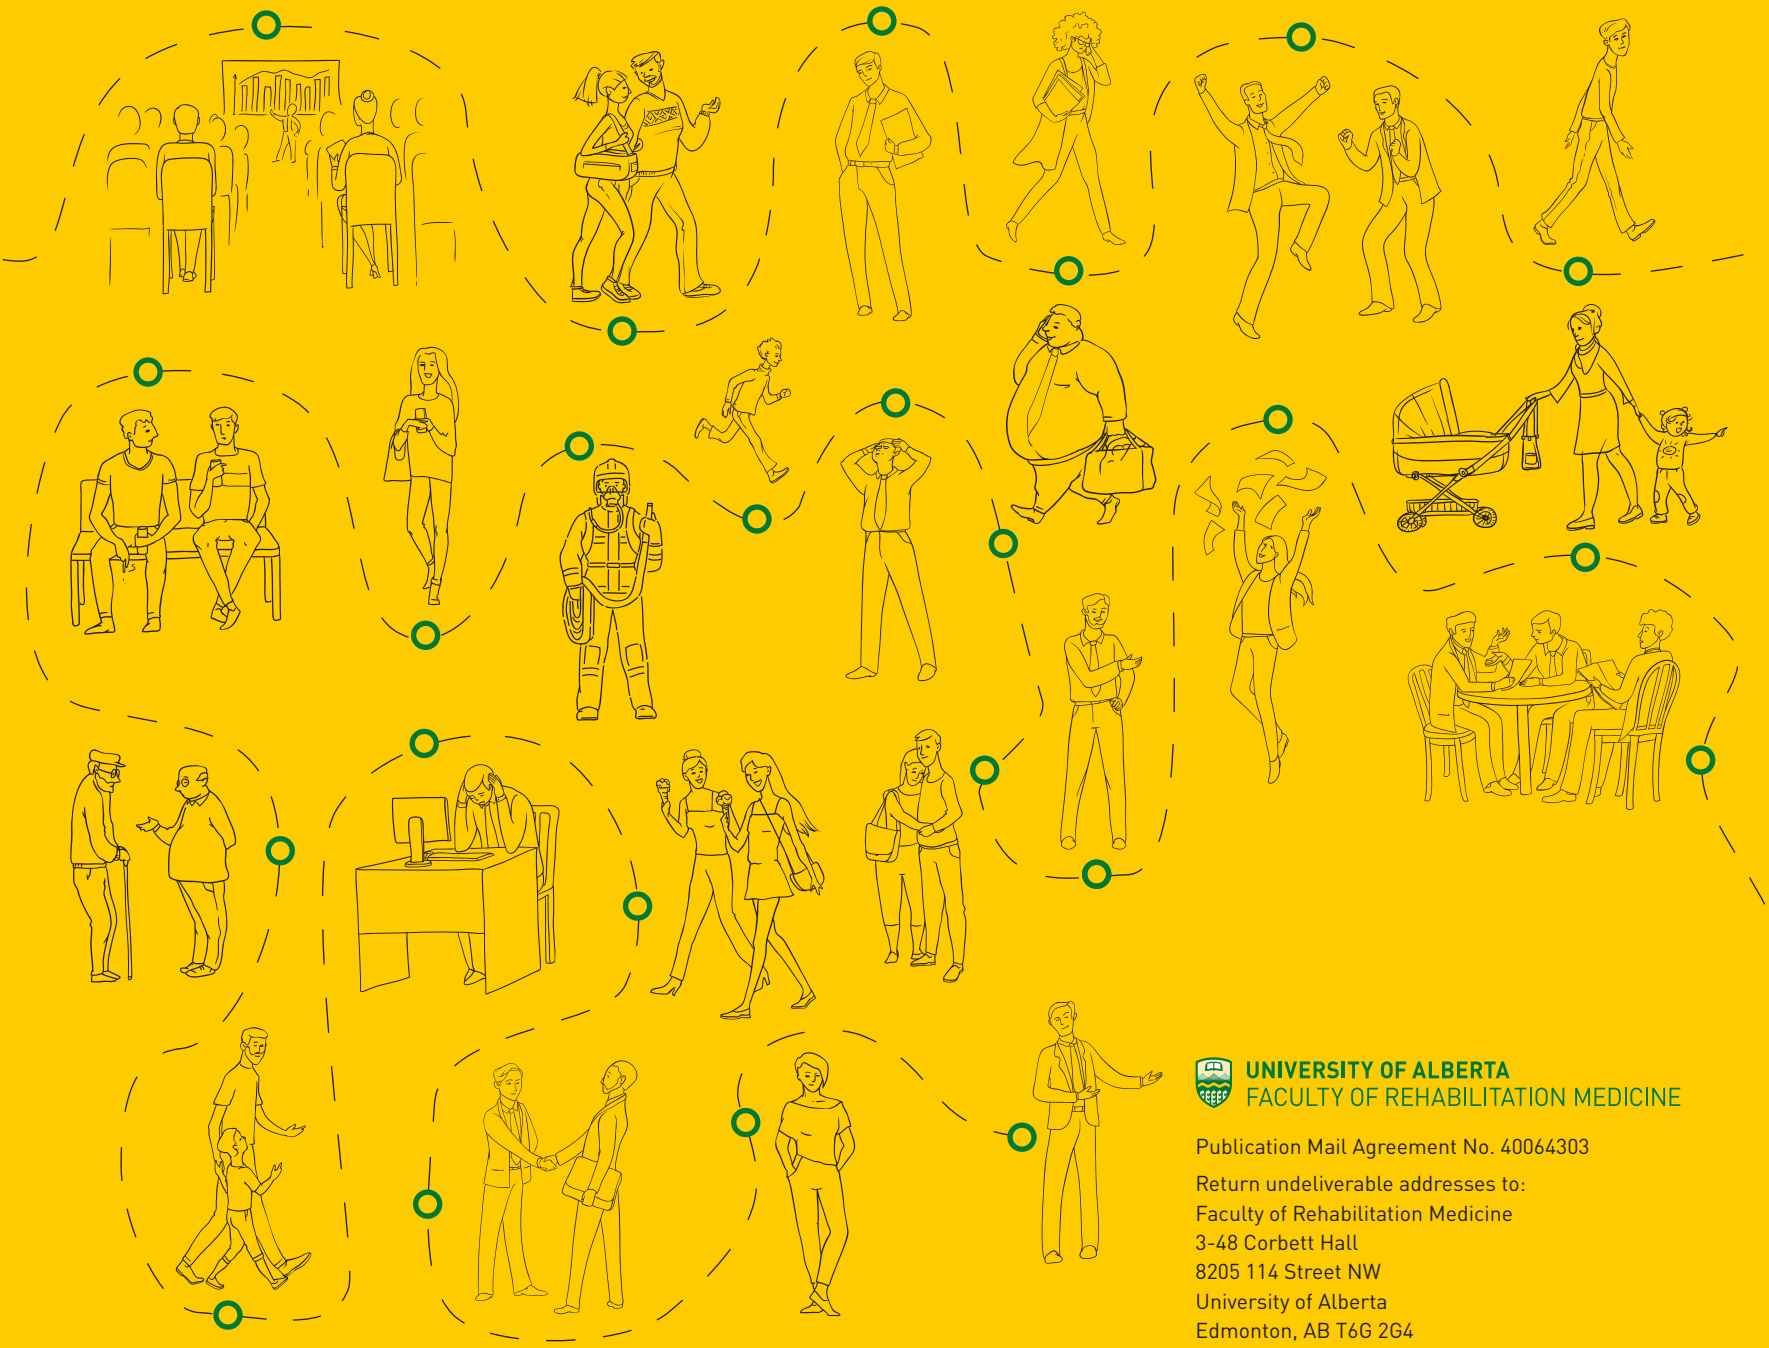 UNIVERSITY OF ALBERTA
FACULTY OF REHABILITATION MEDICINE
Publication Mail Agreement No. 40064303
Return undeliverable addresses to:
Faculty of Rehabilitation Medicine
3-48 Corbett Hall
8205 114 Street NW
University of Alberta
Edmonton, AB T6G 2G4